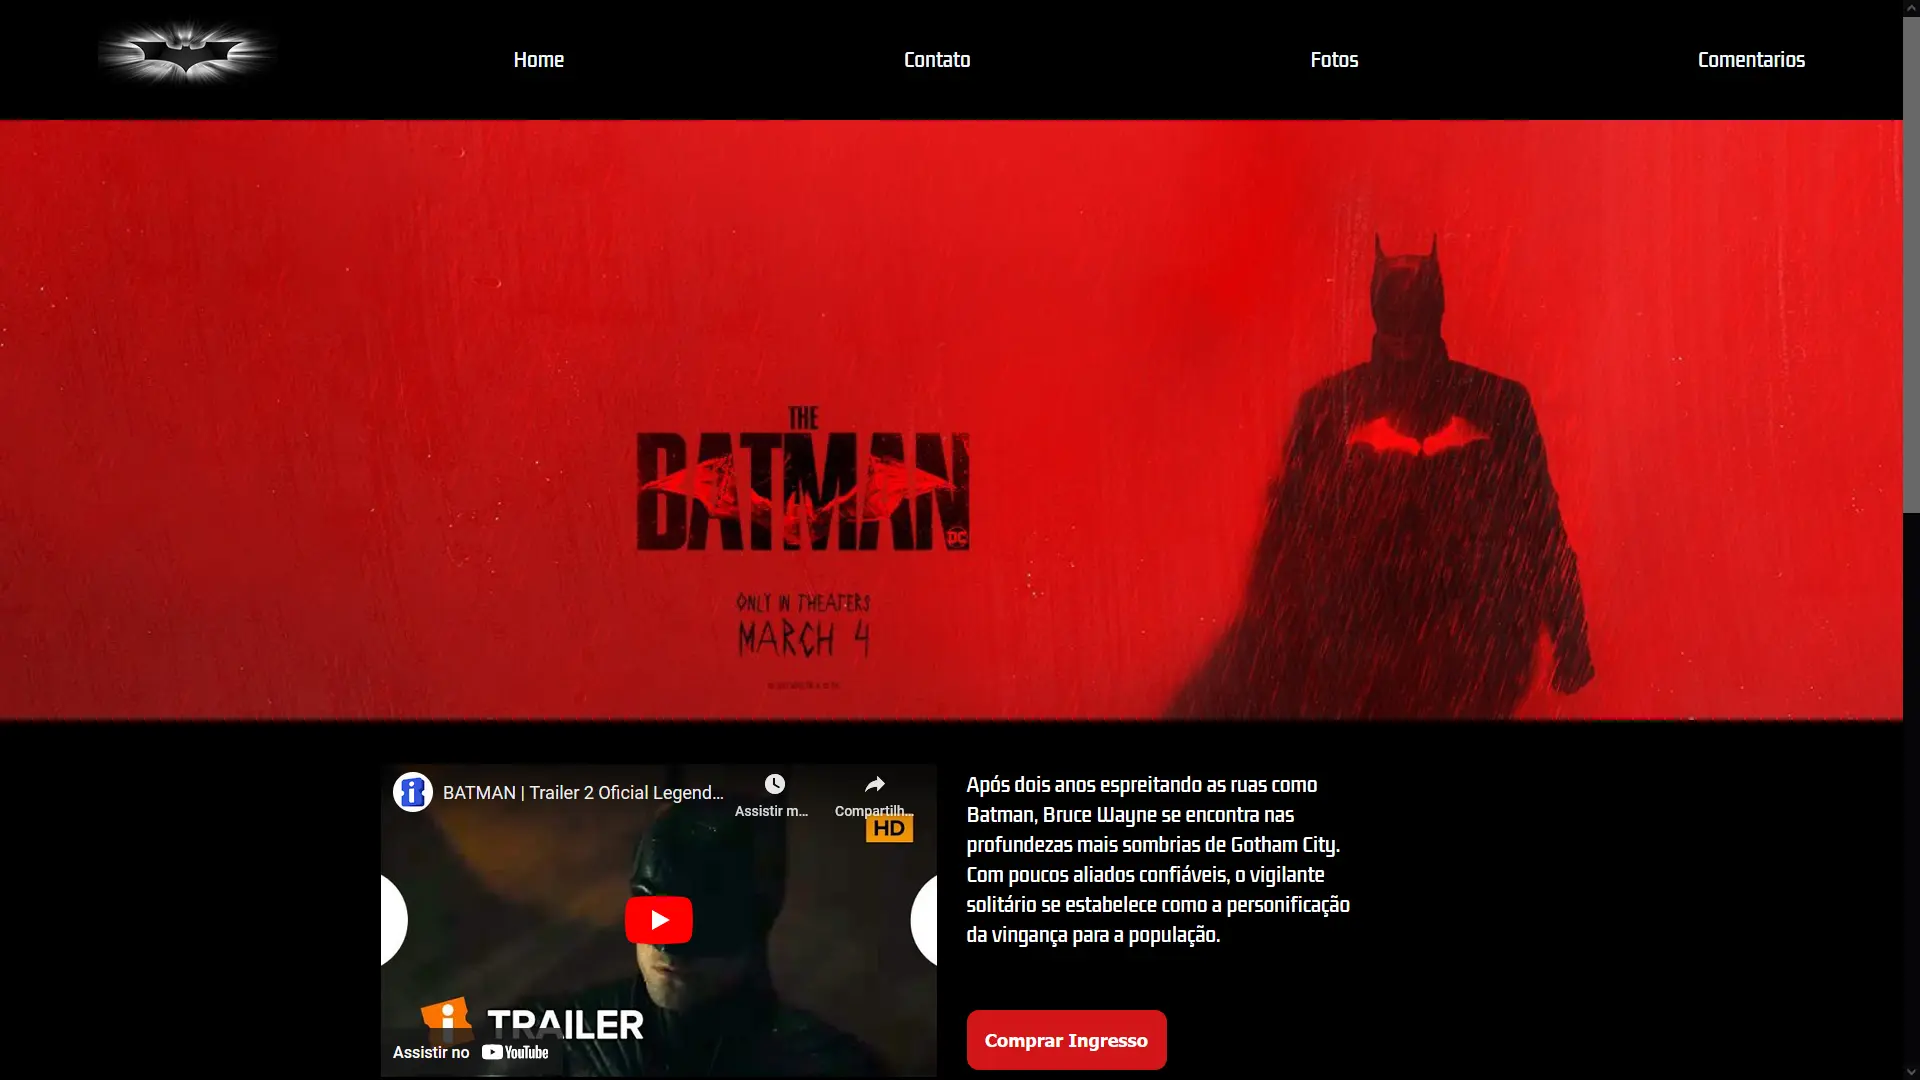 Home
Contato
Fotos
Comentarios
THE
BATMAN
DC
ONLY IN THEATERS
MARCH 4
BATMAN | Trailer 2 Oficial Legend...
Assistir m...
Compartilh...
HD
TRAILER
Assistir no YouTube
Após dois anos espreitando as ruas como
Batman, Bruce Wayne se encontra nas
profundezas mais sombrias de Gotham City.
Com poucos aliados confiáveis, o vigilante
solitário se estabelece como a personificação
da vingança para a população.
Comprar Ingresso